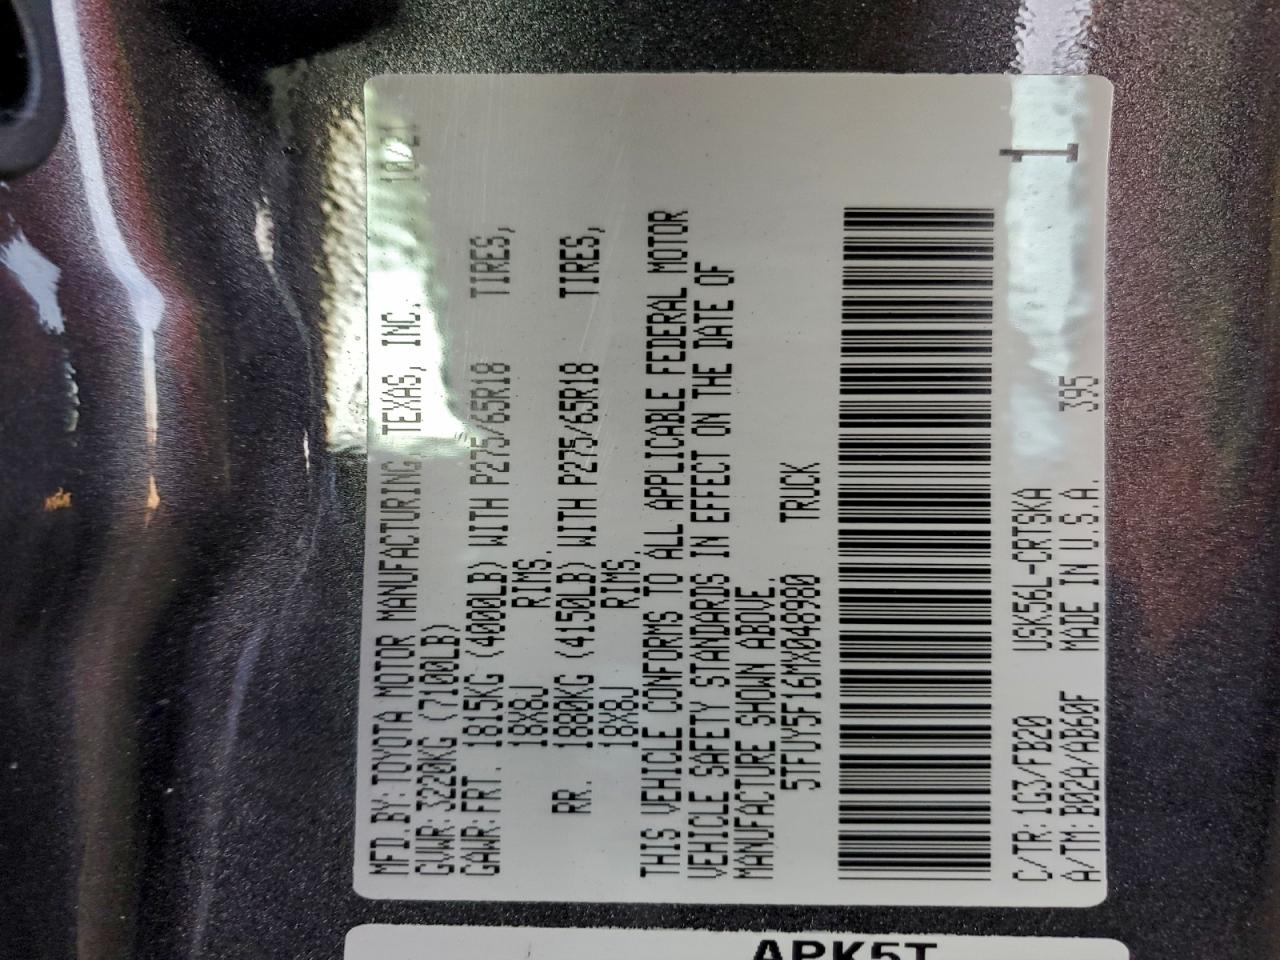 MFD.BY:TOYOTA MOTOR MANUFACTURING, TEXAS, INC. 10/21
GVWR:3220KG (7100LB)
GAWR:FRT. 1815KG (4000LB) WITH P275/65R18 TIRES,
18X8J RIMS.
RR. 1880KG (4150LB) WITH P275/65R18 TIRES,
18X8J RIMS.
THIS VEHICLE CONFORMS TO ALL APPLICABLE FEDERAL MOTOR
VEHICLE SAFETY STANDARDS IN EFFECT ON THE DATE OF
MANUFACTURE SHOWN ABOVE.
5TFUY5F16MX048980 TRUCK
C/TR:1G3/FB20 USK56L-CRTSKA I
A/TM:B02A/AB60F MADE IN U.S.A. 395
APK5T